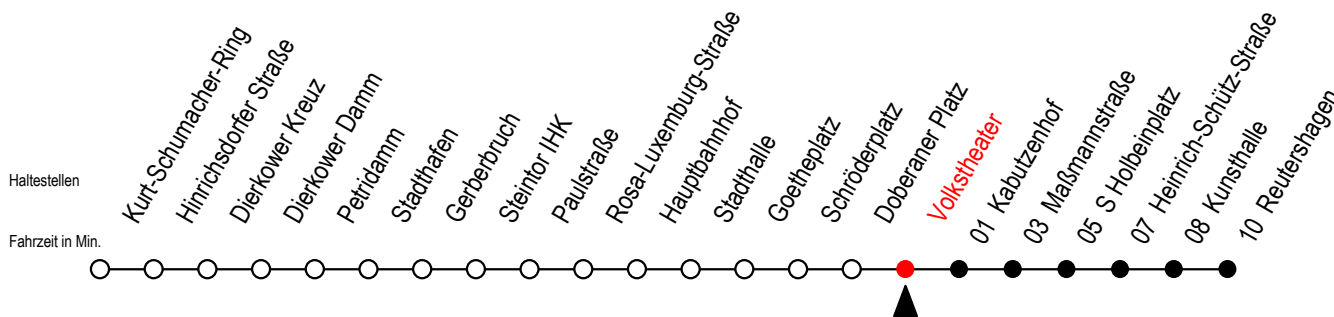 Haltestellen
Fahrzeit in Min.
Kurt-Schumacher-Ring
Hinrichsdorfer Straße
Dierkower Kreuz
Dierkower Damm
Petridamm
Stadthafen
Gerberbruch
Steintor IHK
Paulstraße
Rosa-Luxemburg-Straße
Hauptbahnhof
Stadthalle
Goetheplatz
Schröderplatz
Doberaner Platz
Volkstheater
01 Kabutzenhof
03 Maßmannstraße
05 S Holbeinplatz
07 Heinrich-Schütz-Straße
08 Kunsthalle
10 Reutershagen